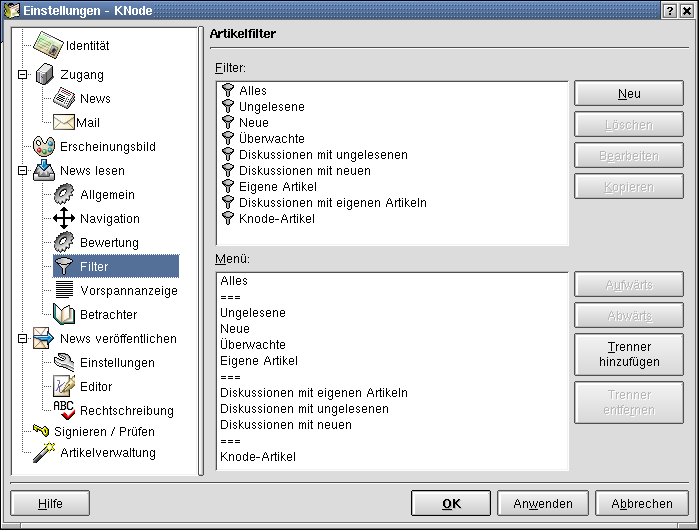 Einstellungen - KNode
Identität
Zugang
News
Mail
Erscheinungsbild
News lesen
Allgemein
Navigation
Bewertung
Filter
Vorspannanzeige
Betrachter
News veröffentlichen
Einstellungen
Editor
ABC
Rechtschreibung
Signieren / Prüfen
Artikelverwaltung
Artikelfilter
Filter:
Alles
Ungelesene
Neue
Überwachte
Diskussionen mit ungelesenen
Diskussionen mit neuen
Eigene Artikel
Diskussionen mit eigenen Artikeln
Knode-Artikel
Neu
Löschen
Bearbeiten
Kopieren
Menü:
Alles
===
Ungelesene
Neue
Überwachte
Eigene Artikel
===
Diskussionen mit eigenen Artikeln
Diskussionen mit ungelesenen
Diskussionen mit neuen
===
Knode-Artikel
Aufwärts
Abwärts
Trenner
hinzufügen
Trenner
entfernen
Hilfe
OK
Anwenden
Abbrechen